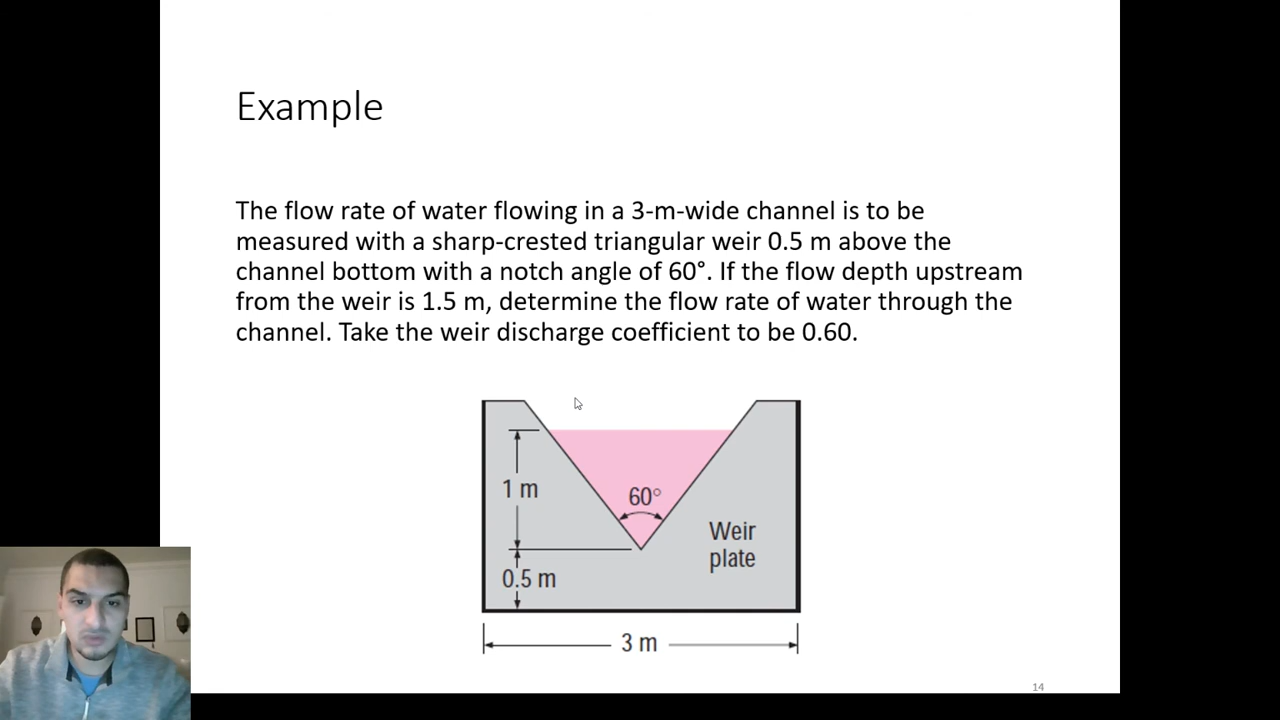 Example
The flow rate of water flowing in a 3-m-wide channel is to be
measured with a sharp-crested triangular weir 0.5 m above the
channel bottom with a notch angle of 60°. If the flow depth upstream
from the weir is 1.5 m, determine the flow rate of water through the
channel. Take the weir discharge coefficient to be 0.60.
1 m
60°
Weir
plate
0.5 m
3 m
14